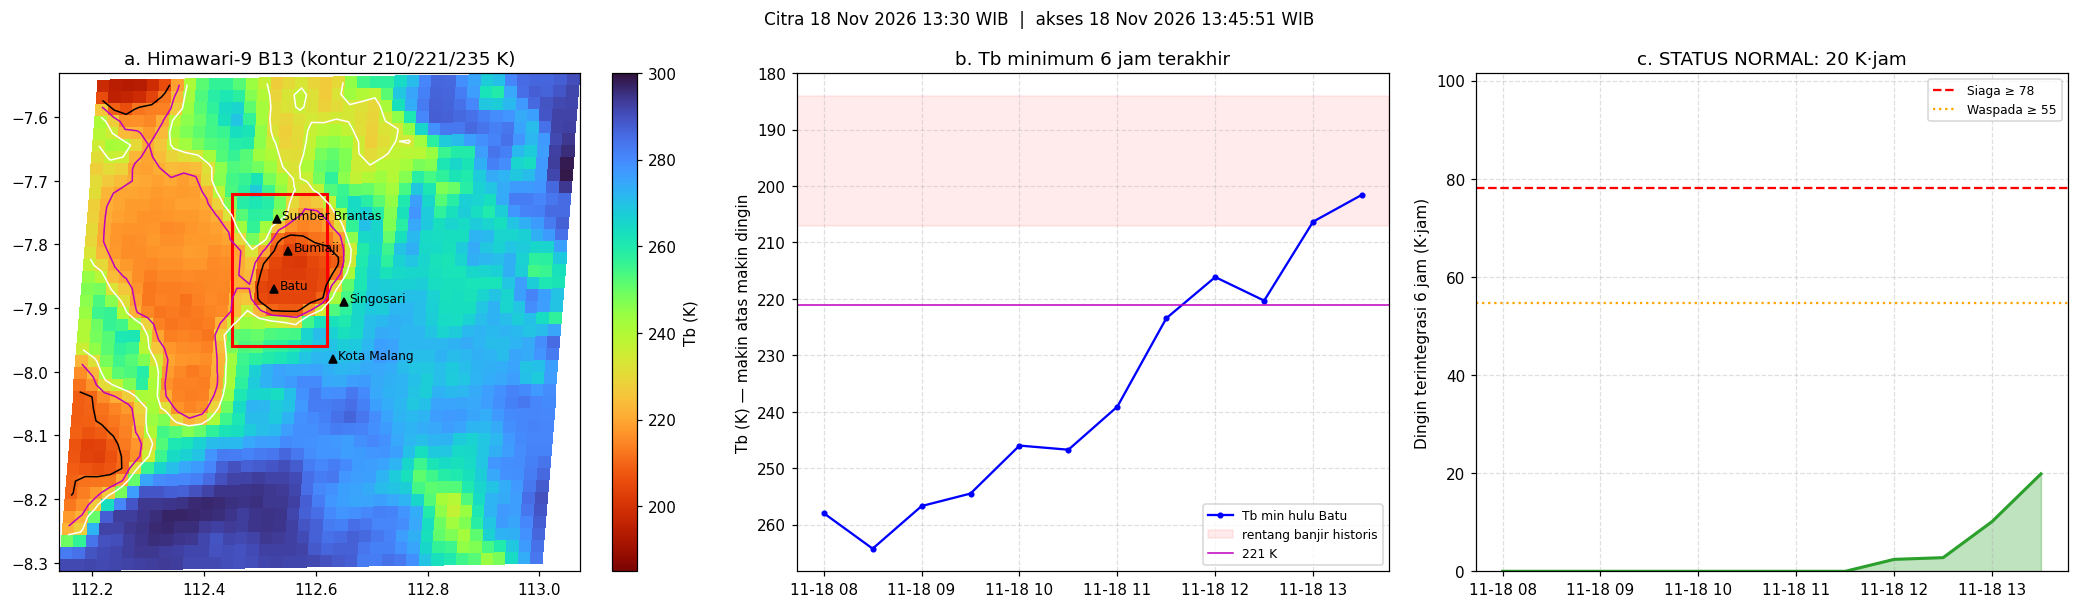 Citra 18 Nov 2026 13:30 WIB | akses 18 Nov 2026 13:45:51 WIB
a. Himawari-9 B13 (kontur 210/221/235 K)
−7.6
−7.7
−7.8
−7.9
−8.0
−8.1
−8.2
−8.3
112.2
112.4
112.6
112.8
113.0
Sumber Brantas
Bumiaji
Batu
Singosari
Kota Malang
300
280
260
240
220
200
Tb (K)
b. Tb minimum 6 jam terakhir
Tb (K) — makin atas makin dingin
180
190
200
210
220
230
240
250
260
11-18 08
11-18 09
11-18 10
11-18 11
11-18 12
11-18 13
Tb min hulu Batu
rentang banjir historis
221 K
c. STATUS NORMAL: 20 K·jam
Dingin terintegrasi 6 jam (K·jam)
100
80
60
40
20
0
11-18 08
11-18 09
11-18 10
11-18 11
11-18 12
11-18 13
Siaga ≥ 78
Waspada ≥ 55